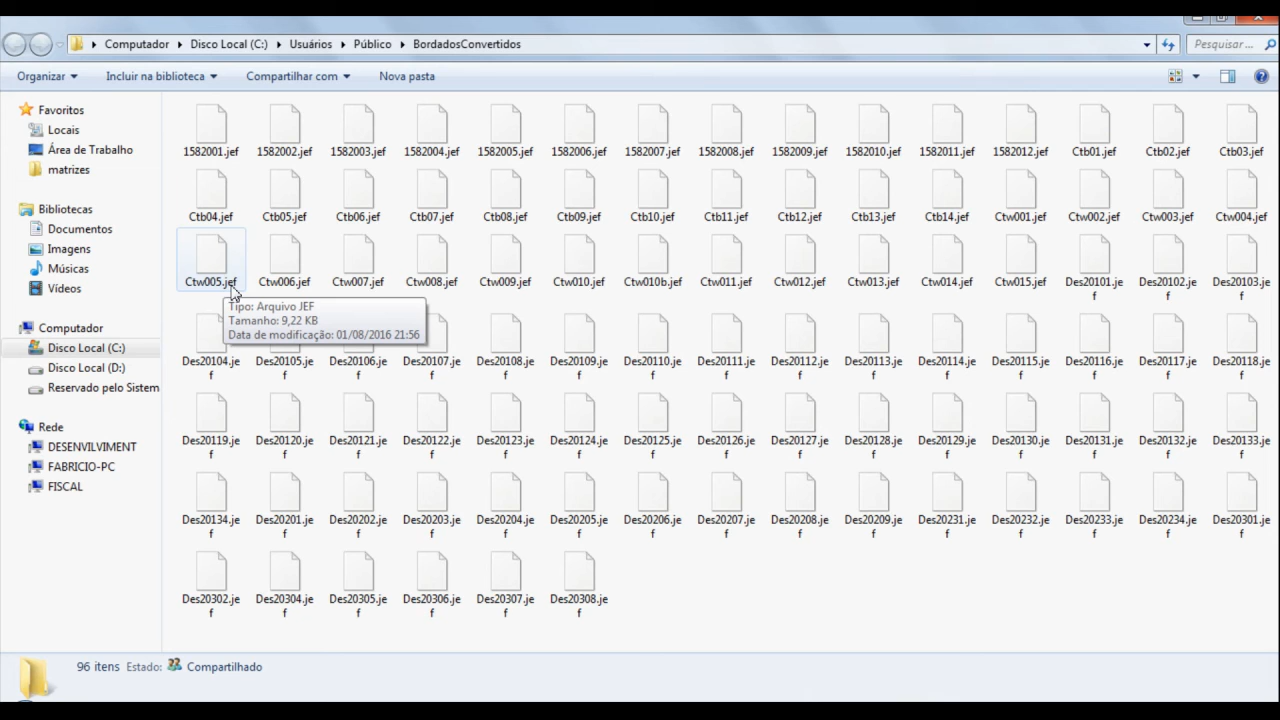 Computador Disco Local (C:) Usuários Público BordadosConvertidos Pesquisar ...
Organizar Incluir na biblioteca Compartilhar com Nova pasta
Favoritos
Locais
Área de Trabalho
matrizes
Bibliotecas
Documentos
Imagens
Músicas
Vídeos
Computador
Disco Local (C:)
Disco Local (D:)
Reservado pelo Sistem
Rede
DESENVILVIMENT
FABRICIO-PC
FISCAL
1582001.jef 1582002.jef 1582003.jef 1582004.jef 1582005.jef 1582006.jef 1582007.jef 1582008.jef 1582009.jef 1582010.jef 1582011.jef 1582012.jef Ctb01.jef Ctb02.jef Ctb03.jef
Ctb04.jef Ctb05.jef Ctb06.jef Ctb07.jef Ctb08.jef Ctb09.jef Ctb10.jef Ctb11.jef Ctb12.jef Ctb13.jef Ctb14.jef Ctw001.jef Ctw002.jef Ctw003.jef Ctw004.jef
Ctw005.jef Ctw006.jef Ctw007.jef Ctw008.jef Ctw009.jef Ctw010.jef Ctw010b.jef Ctw011.jef Ctw012.jef Ctw013.jef Ctw014.jef Ctw015.jef Des20101.je Des20102.je Des20103.je
f f f
Tipo: Arquivo JEF
Tamanho: 9,22 KB
Data de modificação: 01/08/2016 21:56
Des20104.je Des20105.je Des20106.je Des20107.je Des20108.je Des20109.je Des20110.je Des20111.je Des20112.je Des20113.je Des20114.je Des20115.je Des20116.je Des20117.je Des20118.je
f f f f f f f f f f f f f f f
Des20119.je Des20120.je Des20121.je Des20122.je Des20123.je Des20124.je Des20125.je Des20126.je Des20127.je Des20128.je Des20129.je Des20130.je Des20131.je Des20132.je Des20133.je
f f f f f f f f f f f f f f f
Des20134.je Des20201.je Des20202.je Des20203.je Des20204.je Des20205.je Des20206.je Des20207.je Des20208.je Des20209.je Des20231.je Des20232.je Des20233.je Des20234.je Des20301.je
f f f f f f f f f f f f f f f
Des20302.je Des20304.je Des20305.je Des20306.je Des20307.je Des20308.je
f f f f f f
96 itens Estado: Compartilhado